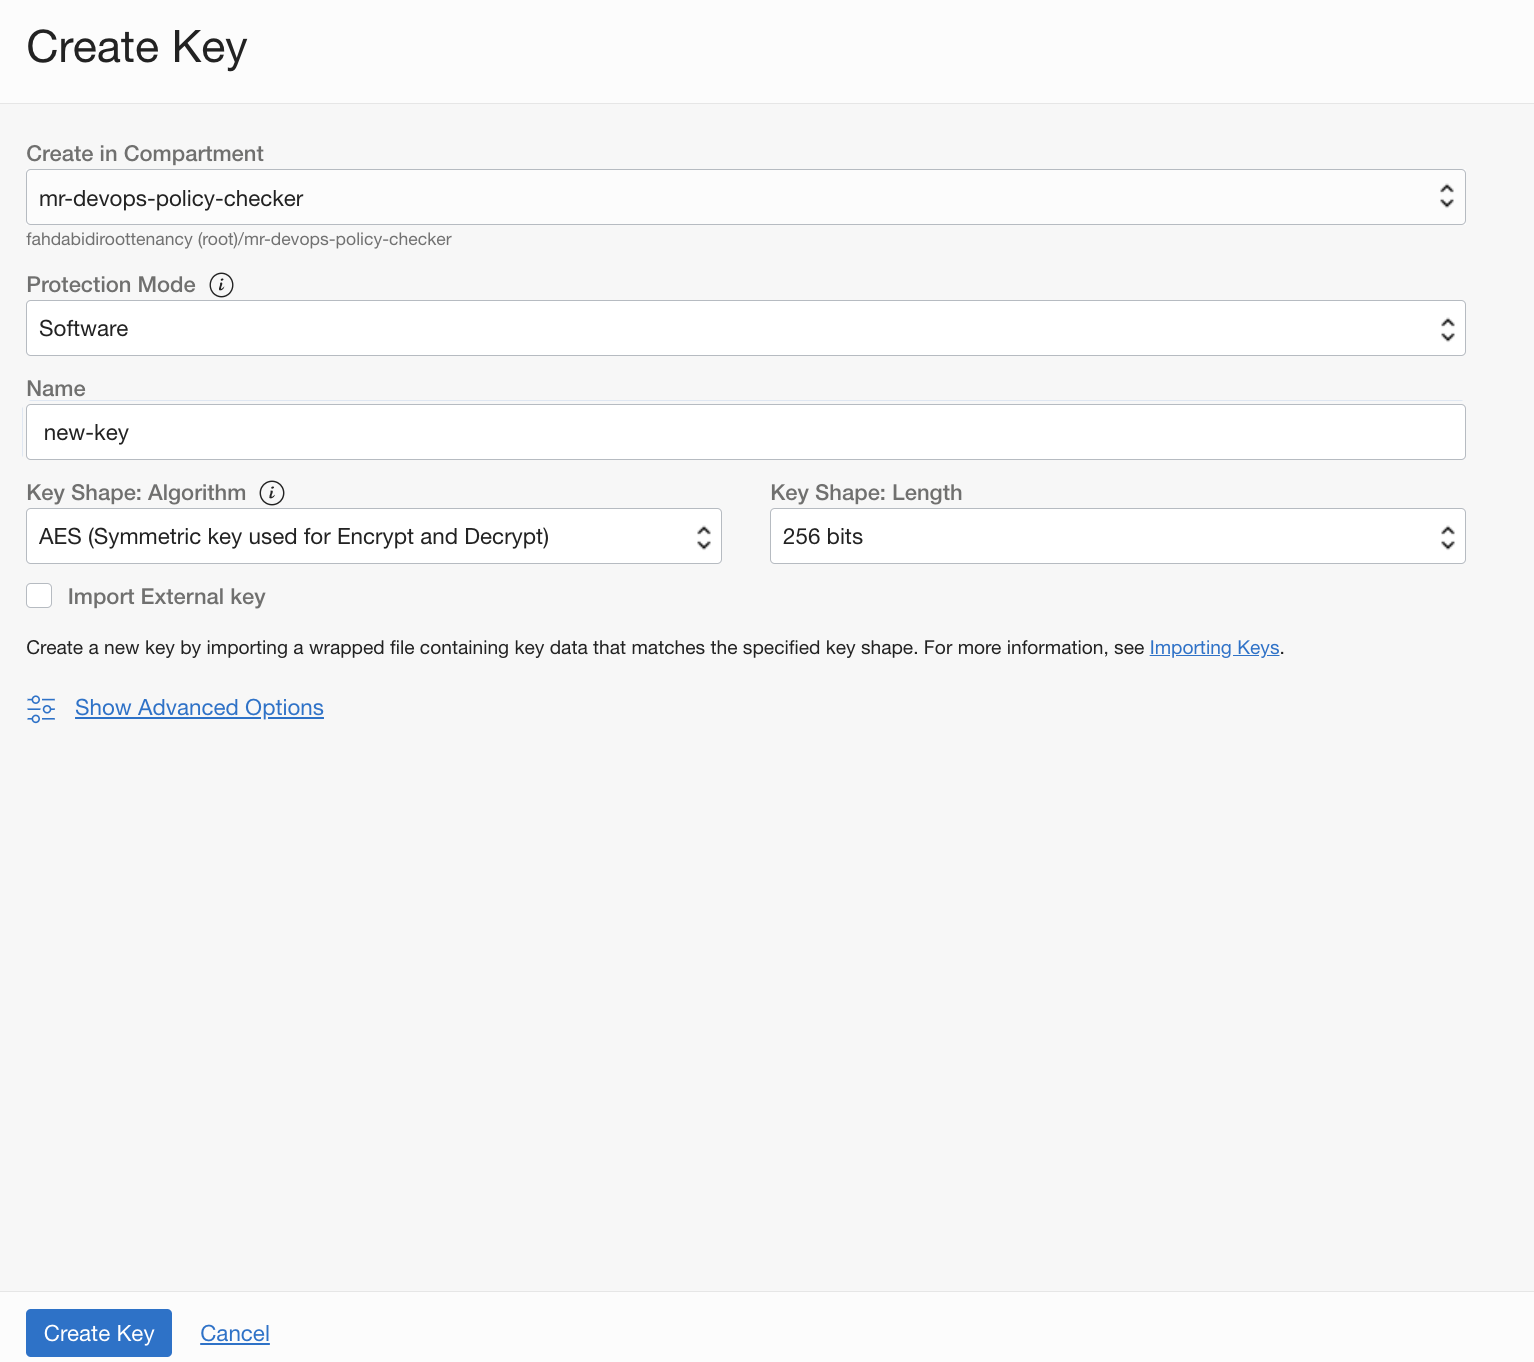 Create Key
Create in Compartment
mr-devops-policy-checker
fahdabidiroottenancy (root)/mr-devops-policy-checker
Protection Mode i
Software
Name
new-key
Key Shape: Algorithm i
Key Shape: Length
AES (Symmetric key used for Encrypt and Decrypt)
256 bits
Import External key
Create a new key by importing a wrapped file containing key data that matches the specified key shape. For more information, see Importing Keys.
Show Advanced Options
Create Key
Cancel